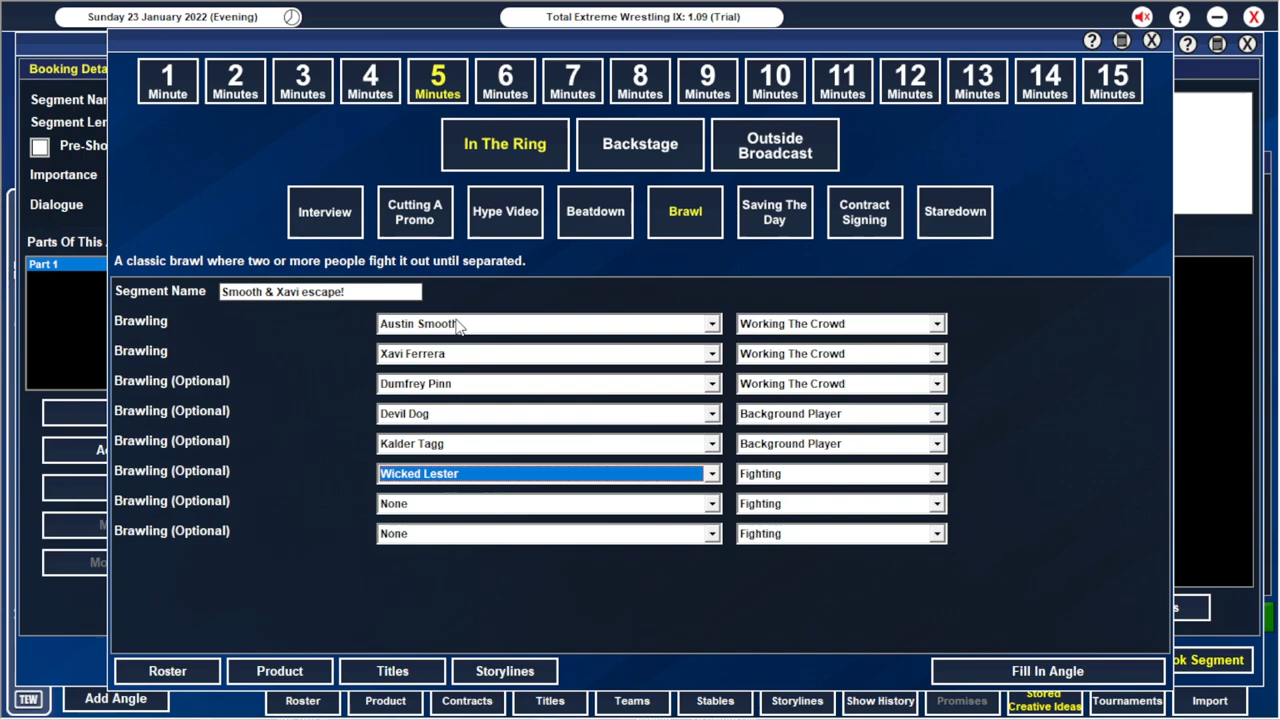 Sunday 23 January 2022 (Evening)
Total Extreme Wrestling IX: 1.09 (Trial)
Booking Deta
Segment Nar
Segment Ler
Pre-Sho
Importance
Dialogue
Parts Of This
Part 1
1 Minute
2 Minutes
3 Minutes
4 Minutes
5 Minutes
6 Minutes
7 Minutes
8 Minutes
9 Minutes
10 Minutes
11 Minutes
12 Minutes
13 Minutes
14 Minutes
15 Minutes
In The Ring
Backstage
Outside Broadcast
Interview
Cutting A Promo
Hype Video
Beatdown
Brawl
Saving The Day
Contract Signing
Staredown
A classic brawl where two or more people fight it out until separated.
Segment Name Smooth & Xavi escape!
Brawling Austin Smooth Working The Crowd
Brawling Xavi Ferrera Working The Crowd
Brawling (Optional) Dumfrey Pinn Working The Crowd
Brawling (Optional) Devil Dog Background Player
Brawling (Optional) Kalder Tagg Background Player
Brawling (Optional) Wicked Lester Fighting
Brawling (Optional) None Fighting
Brawling (Optional) None Fighting
Roster
Product
Titles
Storylines
Fill In Angle
ok Segment
TEW
Add Angle
Roster
Product
Contracts
Titles
Teams
Stables
Storylines
Show History
Promises
Stored Creative Ideas
Tournaments
Import